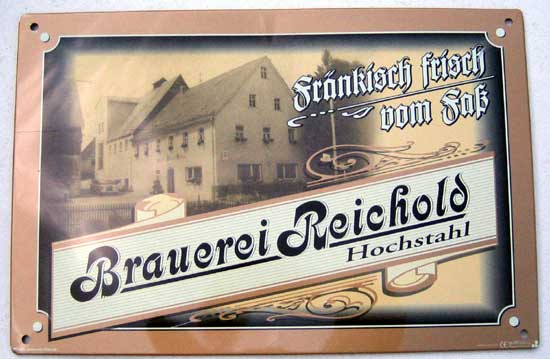 Fränkisch frisch
vom Faß
Brauerei Reichold
Hochstahl